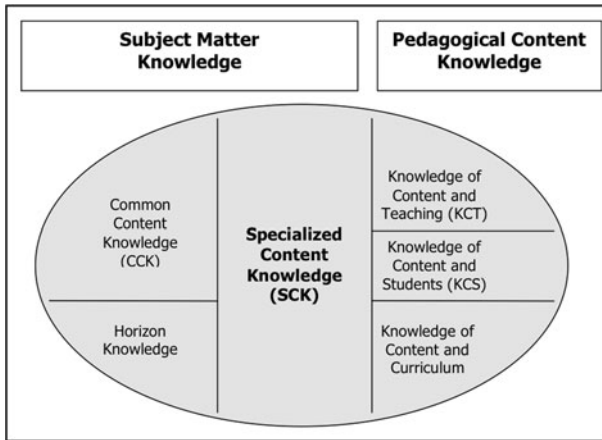 Subject Matter
Knowledge
Pedagogical Content
Knowledge
Common
Content
Knowledge
(CCK)
Horizon
Knowledge
Specialized
Content
Knowledge
(SCK)
Knowledge of
Content and
Teaching (KCT)
Knowledge of
Content and
Students (KCS)
Knowledge of
Content and
Curriculum